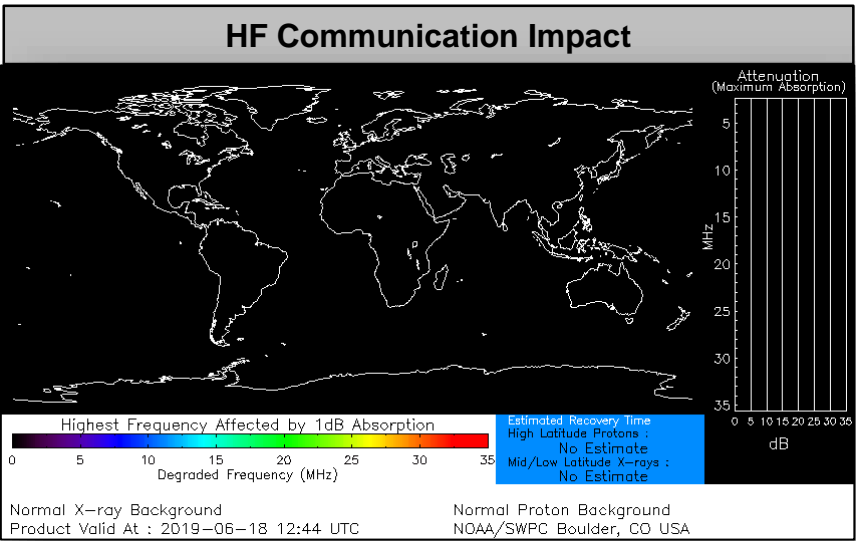 HF Communication Impact
Attenuation
(Maximum Absorption)
5
10
15
20
25
30
35
MHz
0 5 10 15 20 25 30 35
dB
Highest Frequency Affected by 1dB Absorption
0 5 10 15 20 25 30 35
Degraded Frequency (MHz)
Estimated Recovery Time
High Latitude Protons :
No Estimate
Mid/Low Latitude X-rays :
No Estimate
Normal X-ray Background
Normal Proton Background
Product Valid At : 2019-06-18 12:44 UTC
NOAA/SWPC Boulder, CO USA